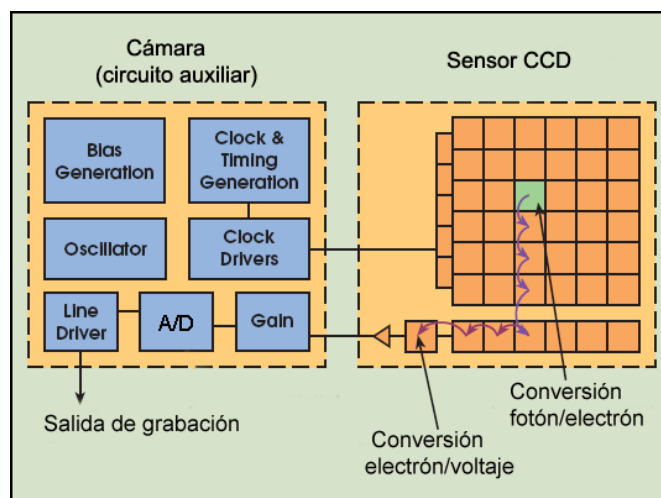 Cámara
(circuito auxiliar)
Sensor CCD
Bias
Generation
Clock &
Timing
Generation
Oscillator
Clock
Drivers
Line
Driver
A/D
Gain
Salida de grabación
Conversión
electrón/voltaje
Conversión
fotón/electrón